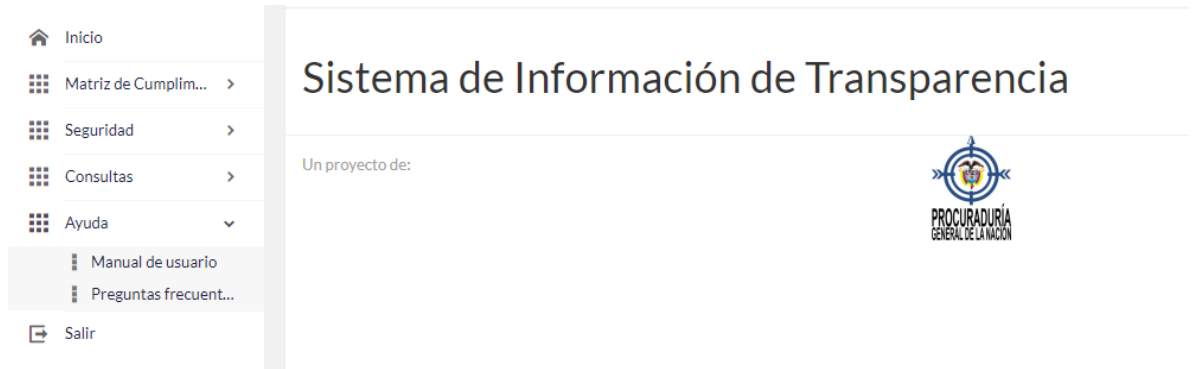 Inicio
Matriz de Cumplim...
Seguridad
Consultas
Ayuda
Manual de usuario
Preguntas frecuent...
Salir
Sistema de Información de Transparencia
Un proyecto de:
PROCURADURÍA
GENERAL DE LA NACIÓN